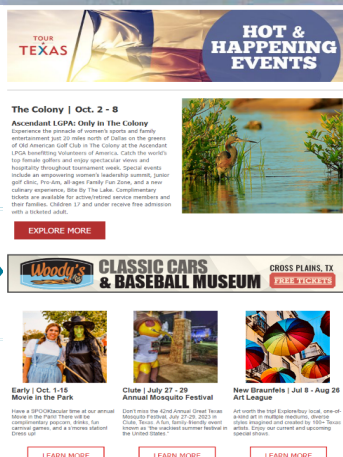 TOUR
TEXAS
HOT &
HAPPENING
EVENTS
The Colony | Oct. 2 - 8
Ascendant LGPA: Only in The Colony
Experience the pinnacle of women's sports and family
entertainment just 20 miles north of Dallas on the greens
of Old American Golf Club in The Colony at the Ascendant
LPGA benefitting Volunteers of America. Catch the world's
top female golfers and enjoy spectacular views and
hospitality throughout tournament week. Special events
include an empowering women's leadership summit, junior
golf clinic, Pro-Am, all-ages Family Fun Zone, and a new
culinary experience, Bite By The Lake. Complimentary
tickets are available for active/retired service members and
their families. Children 17 and under receive free admission
with a ticketed adult.
EXPLORE MORE
Woody's
CLASSIC CARS
& BASEBALL MUSEUM
CROSS PLAINS, TX
FREE TICKETS
Early | Oct. 1-15
Movie in the Park
Have a SPOOKtacular time at our annual
Movie in the Park! There will be
complimentary popcorn, drinks, fun
carnival games, and a s'mores station!
Dress up!
LEARN MORE
Clute | July 27 - 29
Annual Mosquito Festival
Don't miss the 42nd Annual Great Texas
Mosquito Festival, July 27-29, 2023 in
Clute, Texas. A fun, family-friendly event
known as "the wackiest summer festival in
the United States."
LEARN MORE
New Braunfels | Jul 8 - Aug 26
Art League
Art worth the trip! Explore/buy local, one-of-
a-kind art in multiple mediums, diverse
styles imagined and created by 100+ Texas
artists. Enjoy our current and upcoming
special shows.
LEARN MORE